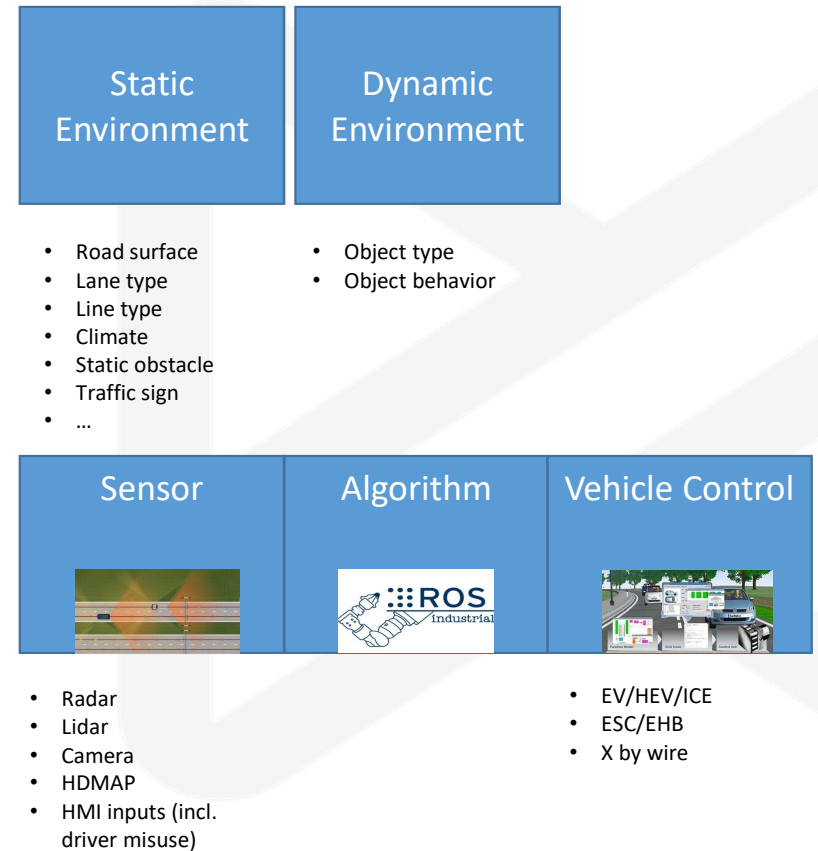 Static
Environment
Dynamic
Environment
• Road surface
• Lane type
• Line type
• Climate
• Static obstacle
• Traffic sign
• ...
• Object type
• Object behavior
Sensor
Algorithm
Vehicle Control
ROS
industrial
• Radar
• Lidar
• Camera
• HDMAP
• HMI inputs (incl.
driver misuse)
• EV/HEV/ICE
• ESC/EHB
• X by wire